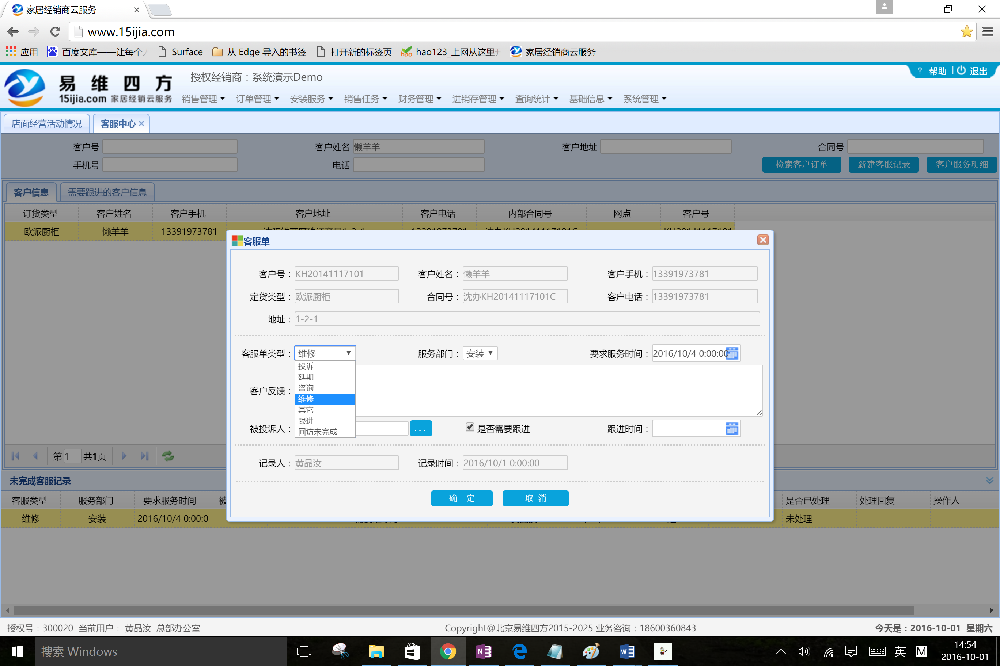 家居经销商云服务
www.15ijia.com
应用 百度文库——让每个人 Surface 从 Edge 导入的书签 打开新的标签页 hao123_上网从这里开 家居经销商云服务
? 帮助 | 退出
易维四方 授权经销商：系统演示Demo
15ijia.com 家居经销云服务 销售管理 订单管理 安装服务 销售任务 财务管理 进销存管理 查询统计 基础信息 系统管理
店面经营活动情况 客服中心
客户号 客户姓名 懒羊羊 客户地址 合同号
手机号 电话 检索客户订单 新建客服记录 客户服务明细
客户信息 需要跟进的客户信息
订货类型 客户姓名 客户手机 客户地址 客户电话 内部合同号 网点 客户号
欧派厨柜 懒羊羊 13391973781 1-2-1 13391973781 沈办KH20141117101C KH20141117101
客服单
客户号： KH20141117101 客户姓名： 懒羊羊 客户手机： 13391973781
定货类型： 欧派厨柜 合同号： 沈办KH20141117101C 客户电话： 13391973781
地址： 1-2-1
客服单类型： 维修 服务部门： 安装 要求服务时间： 2016/10/4 0:00:00
投诉
延期
咨询
客户反馈：
维修
其它
跟进
被投诉人： ... 是否需要跟进 跟进时间：
回访未完成
第 1 共1页
记录人： 黄品汝 记录时间： 2016/10/1 0:00:00
确 定 取 消
未完成客服记录
客服类型 服务部门 要求服务时间 被 是否已处理 处理回复 操作人
维修 安装 2016/10/4 0:00:0 未处理
授权号：300020 当前用户： 黄品汝 总部办公室 Copyright@北京易维四方2015-2025 业务咨询：18600360843 今天是：2016-10-01 星期六
搜索 Windows 英 M 14:54
2016-10-01